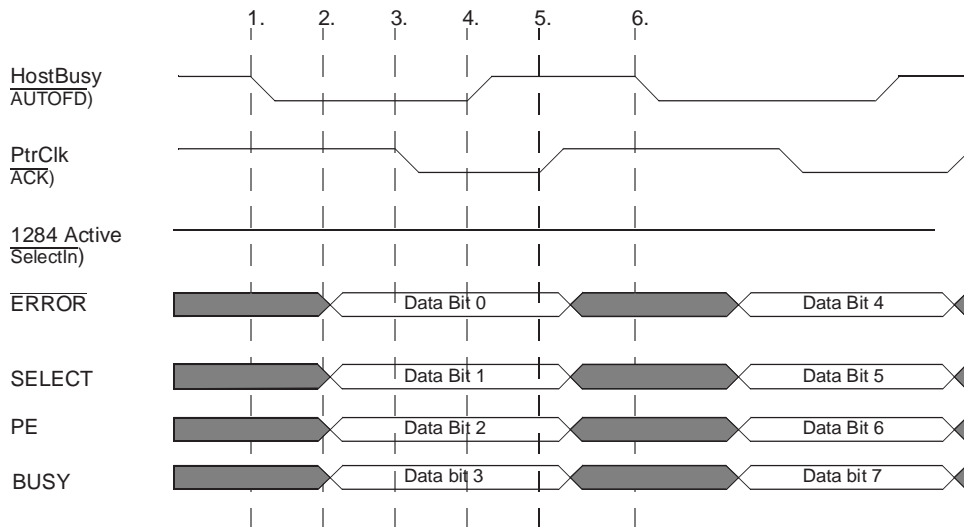 1. 2. 3. 4. 5. 6.
HostBusy
AUTOFD)
PtrClk
ACK)
1284 Active
SelectIn)
ERROR Data Bit 0 Data Bit 4
SELECT Data Bit 1 Data Bit 5
PE Data Bit 2 Data Bit 6
BUSY Data bit 3 Data bit 7